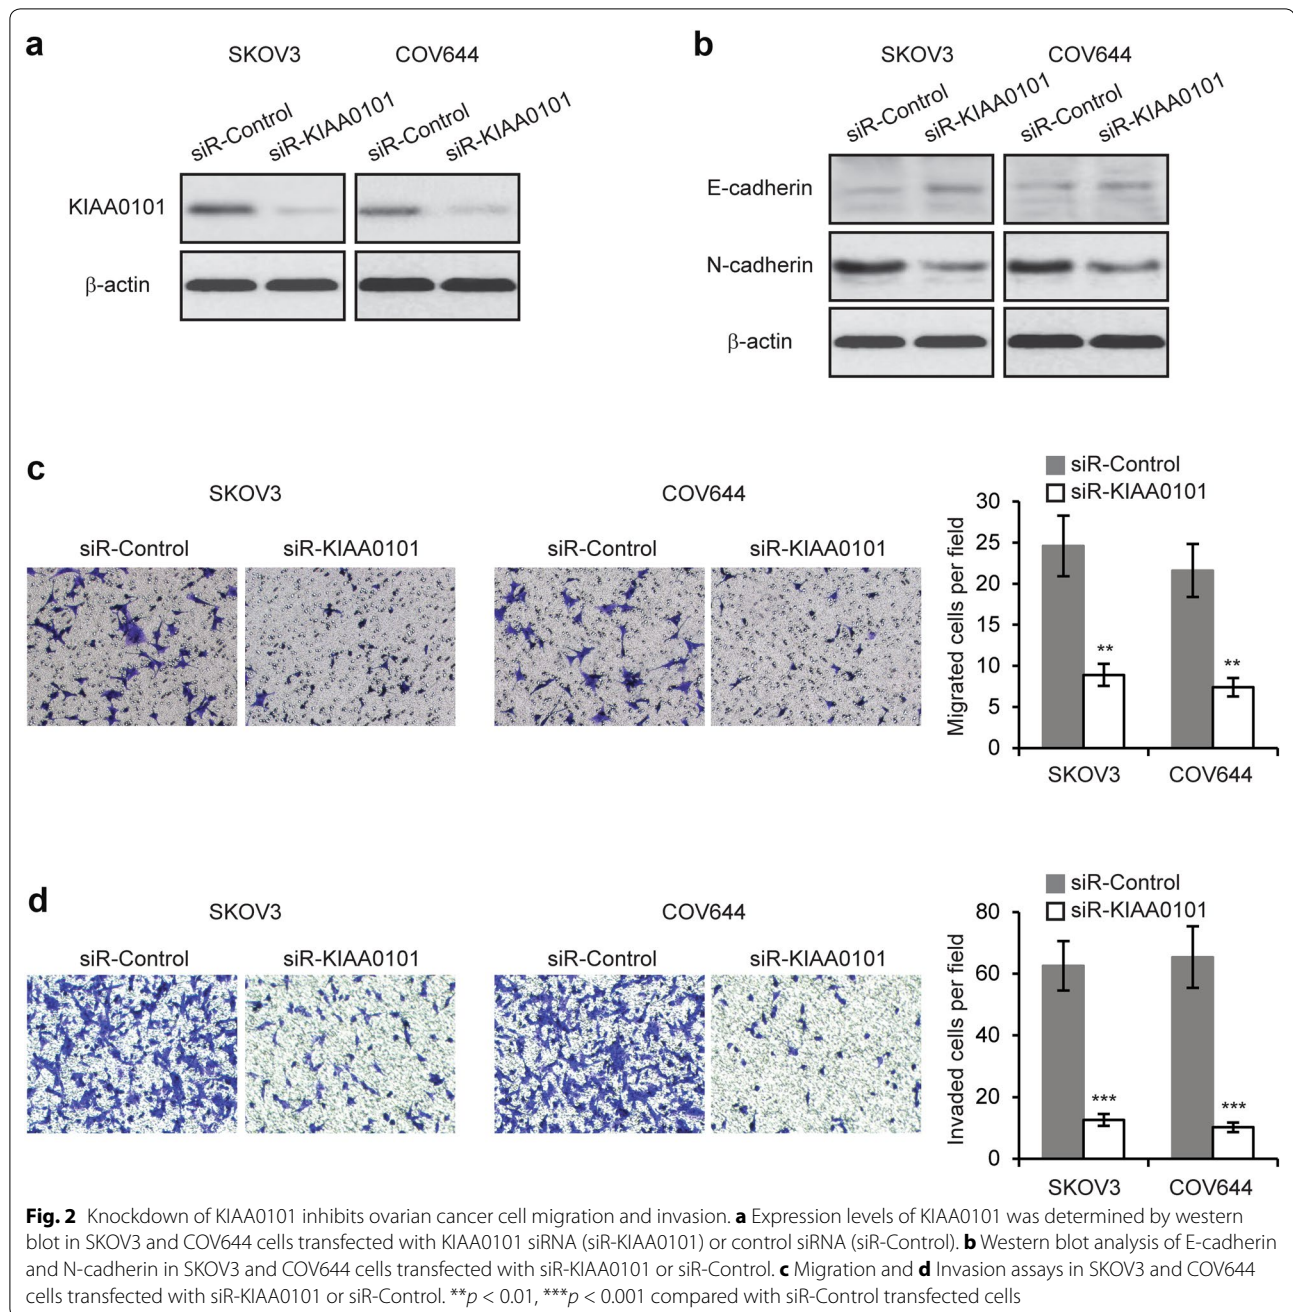 a
SKOV3 COV644
siR-Control siR-KIAA0101 siR-Control siR-KIAA0101
KIAA0101
β-actin
b
SKOV3 COV644
siR-Control siR-KIAA0101 siR-Control siR-KIAA0101
E-cadherin
N-cadherin
β-actin
c
SKOV3 COV644
siR-Control siR-KIAA0101 siR-Control siR-KIAA0101
siR-Control
siR-KIAA0101
Migrated cells per field
30
25
20
15
10
5
0
** **
SKOV3 COV644
d
SKOV3 COV644
siR-Control siR-KIAA0101 siR-Control siR-KIAA0101
siR-Control
siR-KIAA0101
Invaded cells per field
80
60
40
20
0
*** ***
SKOV3 COV644
Fig. 2 Knockdown of KIAA0101 inhibits ovarian cancer cell migration and invasion. a Expression levels of KIAA0101 was determined by western
blot in SKOV3 and COV644 cells transfected with KIAA0101 siRNA (siR-KIAA0101) or control siRNA (siR-Control). b Western blot analysis of E-cadherin
and N-cadherin in SKOV3 and COV644 cells transfected with siR-KIAA0101 or siR-Control. c Migration and d Invasion assays in SKOV3 and COV644
cells transfected with siR-KIAA0101 or siR-Control. **p < 0.01, ***p < 0.001 compared with siR-Control transfected cells